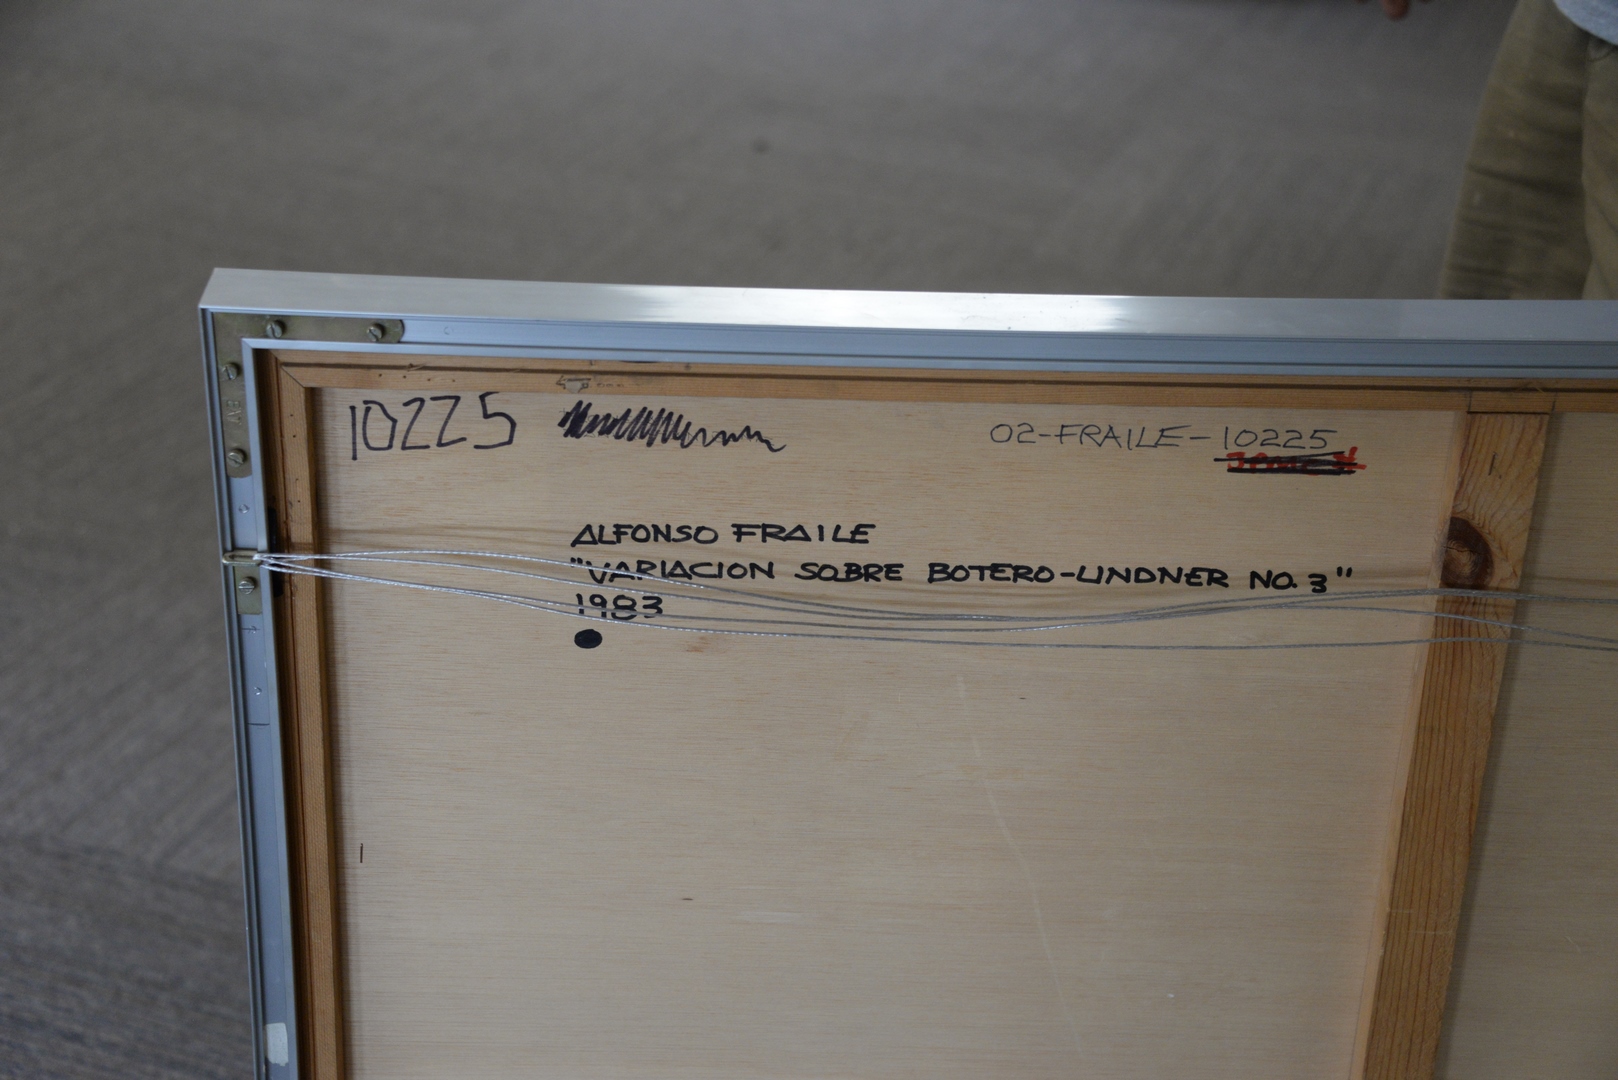 10225
02-FRAILE-10225
ALFONSO FRAILE
"VARIACION SOBRE BOTERO-LINDNER NO. 3"
1983